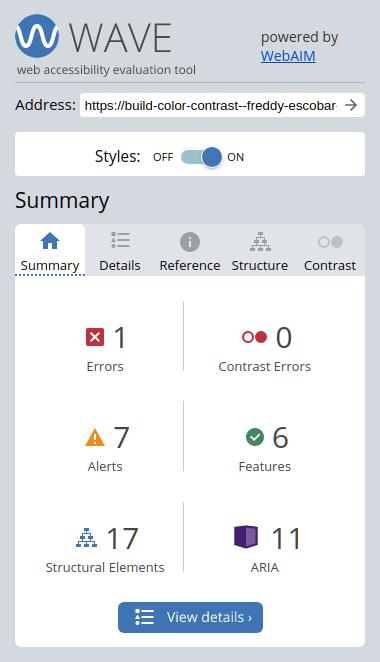 WAVE
web accessibility evaluation tool
powered by
WebAIM
Address: https://build-color-contrast--freddy-escobar-
Styles: OFF ON
Summary
Summary Details Reference Structure Contrast
1 0
Errors Contrast Errors
7 6
Alerts Features
17 11
Structural Elements ARIA
View details ›